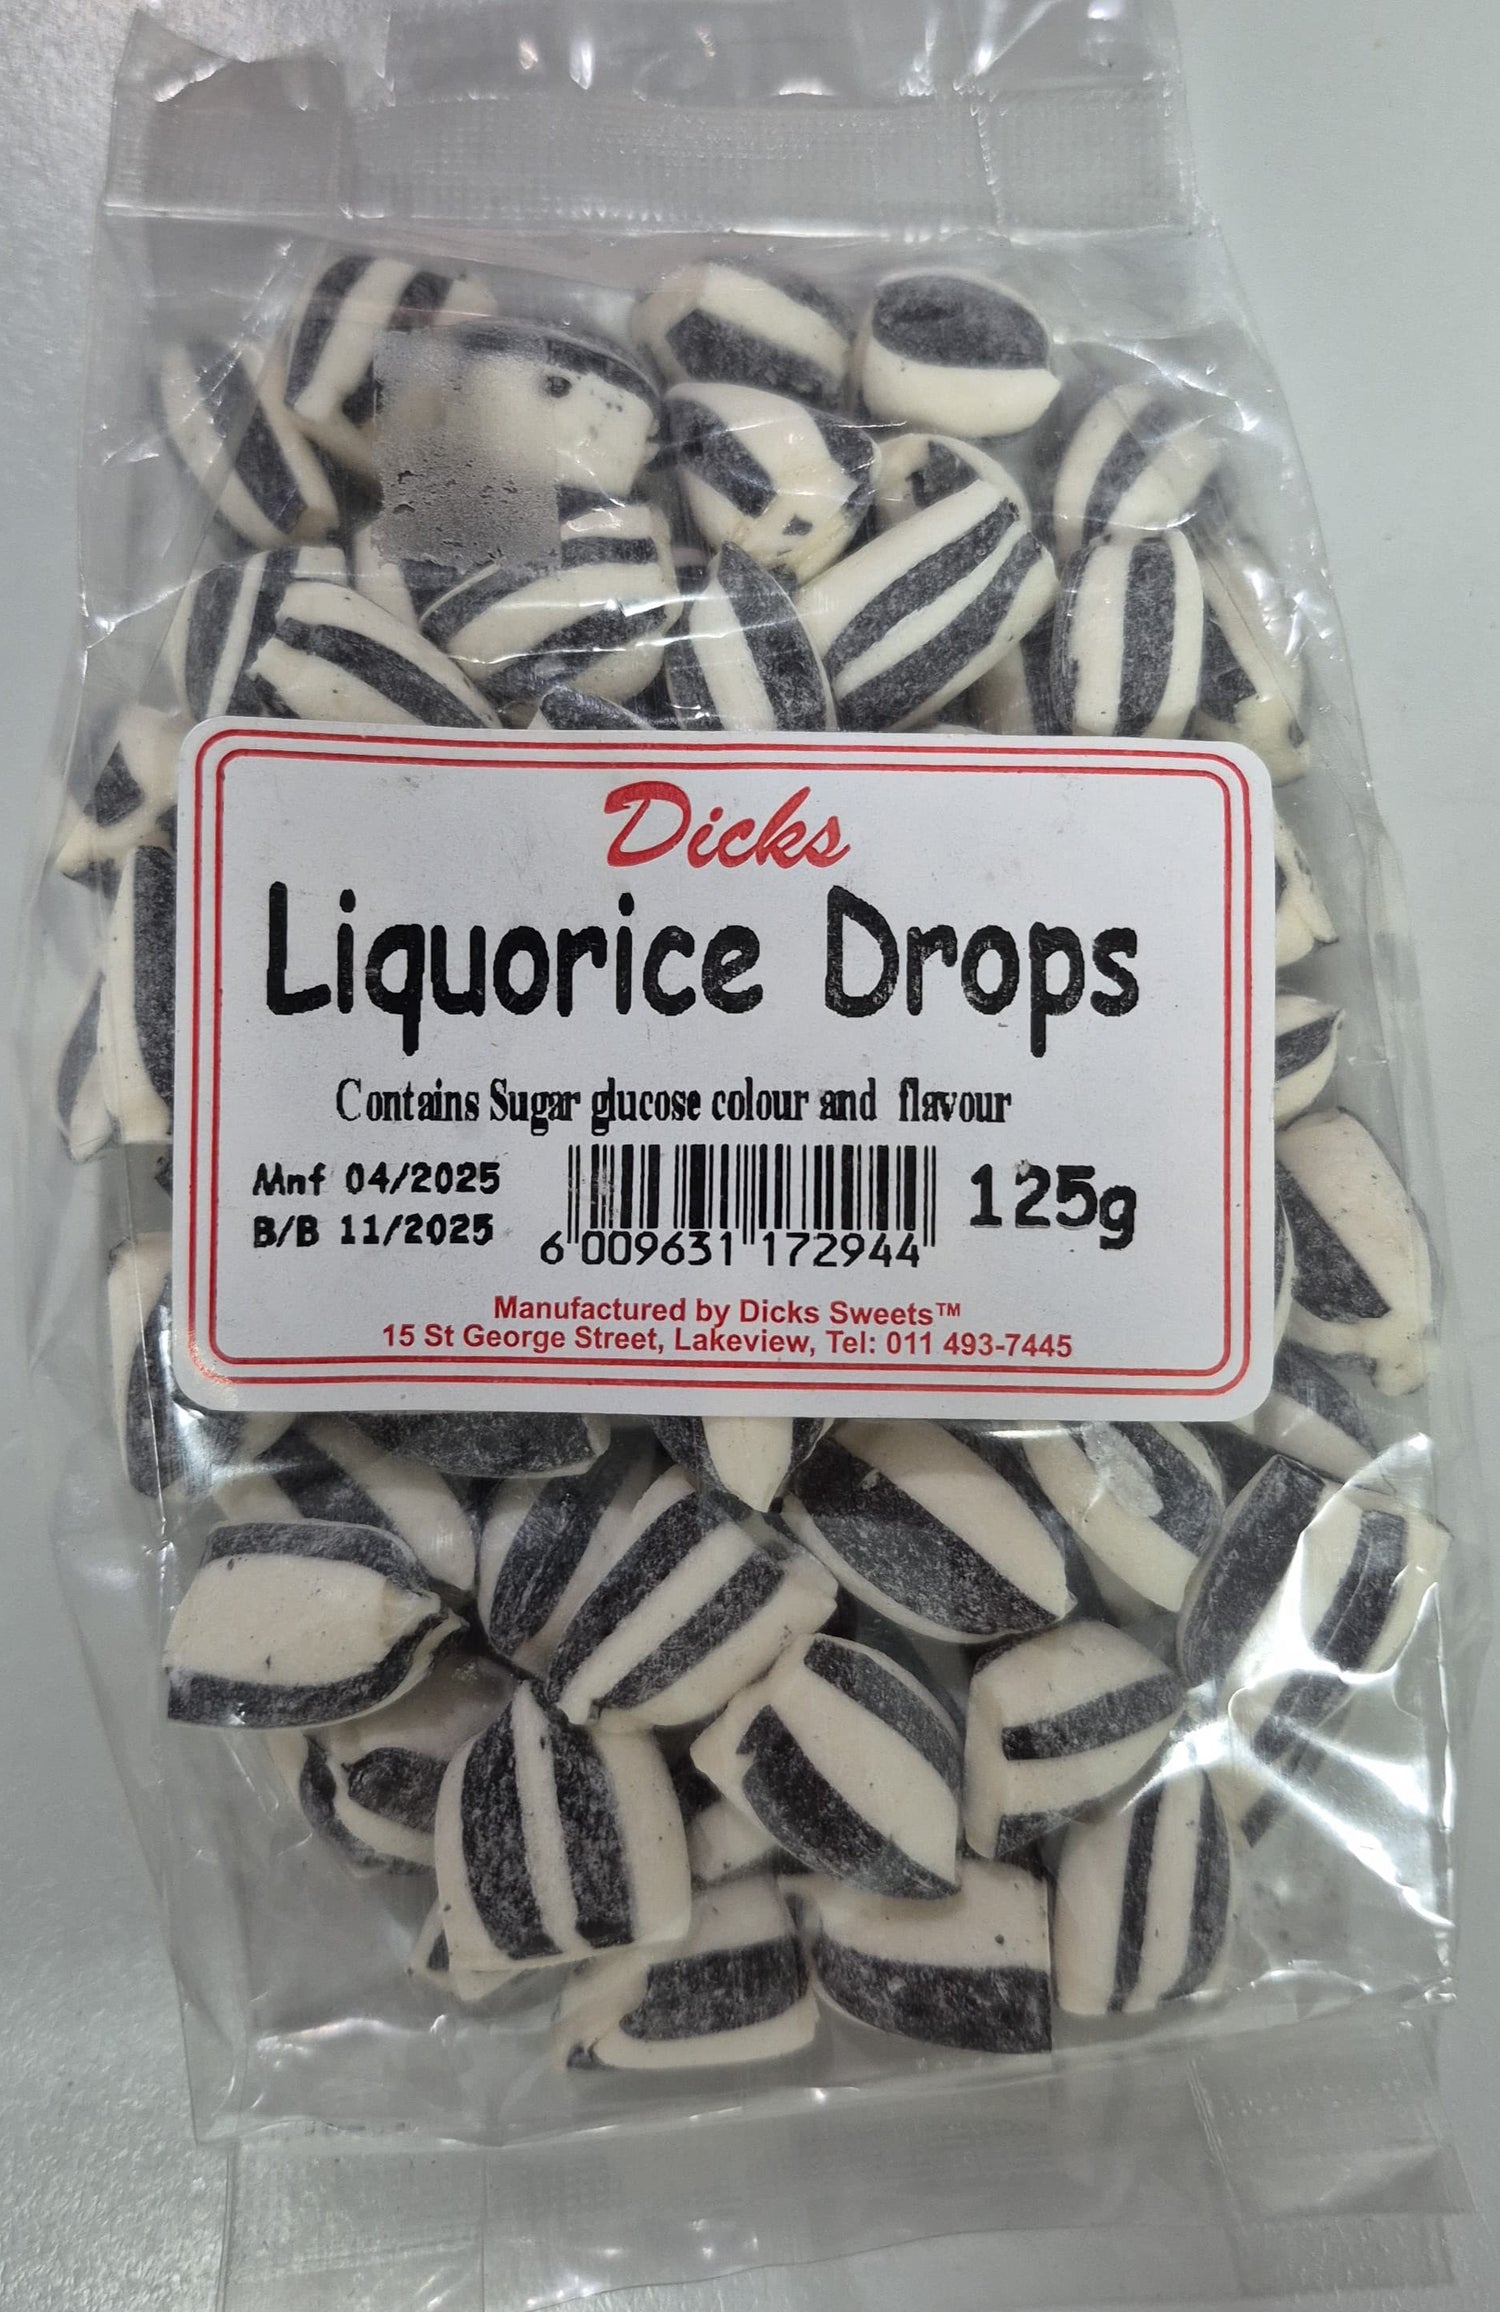 Dicks
Liquorice Drops
Contains Sugar glucose colour and flavour
Mnf 04/2025
B/B 11/2025
6 009631 172944
125g
Manufactured by Dicks Sweets™
15 St George Street, Lakeview, Tel: 011 493-7445